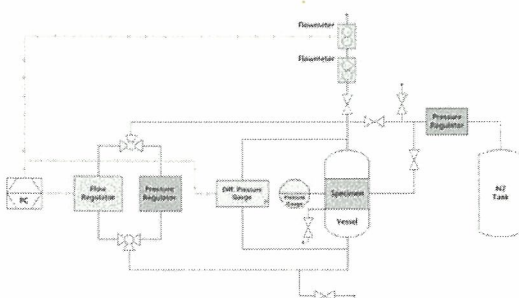 Flowmeter
Flowmeter
Pressure
Regulator
PC
Flow
Regulator
Pressure
Regulator
Diff. Pressure
Gauge
Pressure
Gauge
Specimen
Vessel
N2
Tank